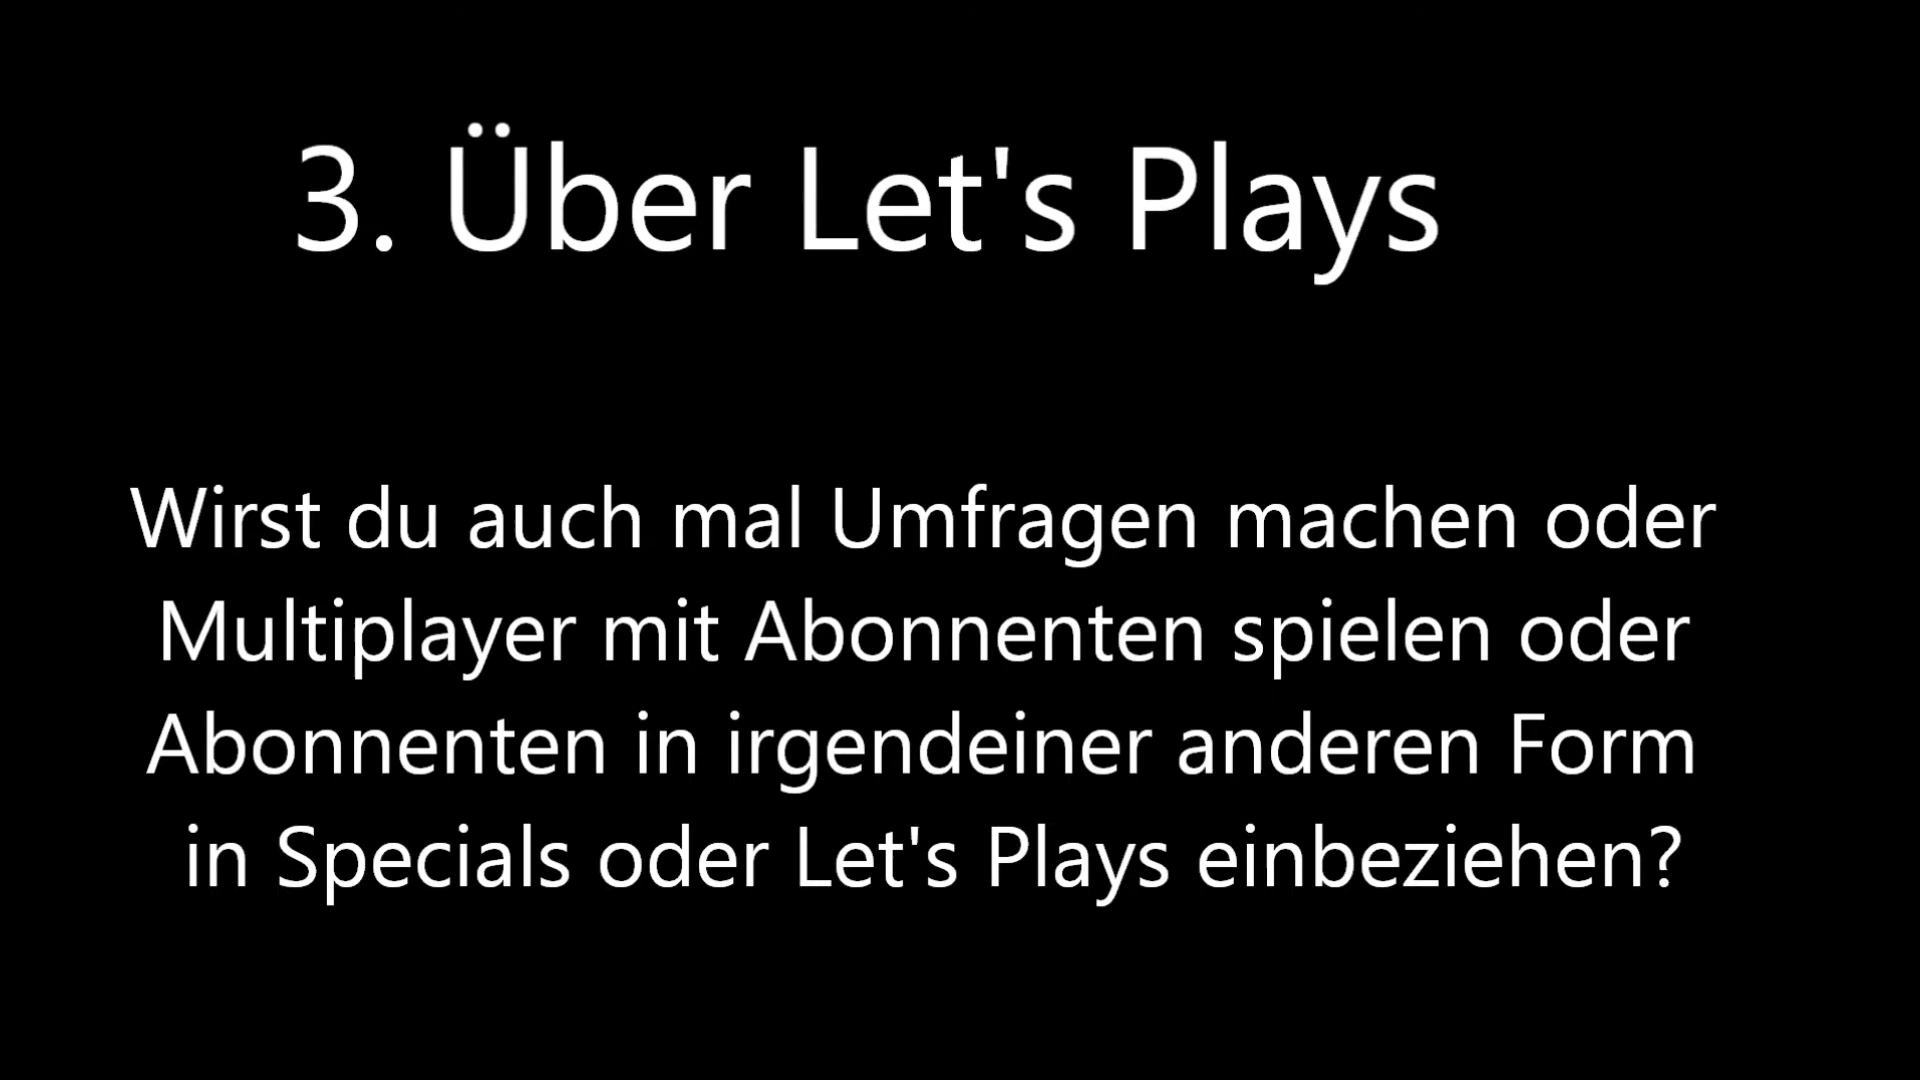 3. Über Let's Plays
Wirst du auch mal Umfragen machen oder
Multiplayer mit Abonnenten spielen oder
Abonnenten in irgendeiner anderen Form
in Specials oder Let's Plays einbeziehen?